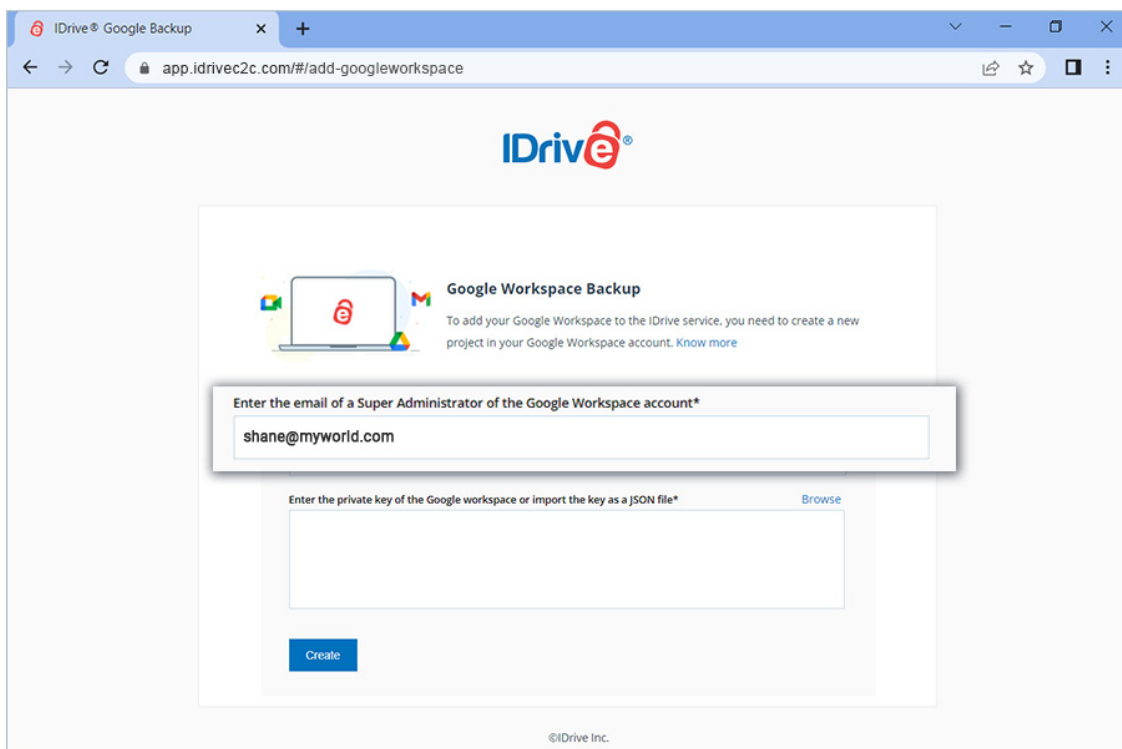 IDrive® Google Backup
app.idrivec2c.com/#/add-googleworkspace
IDrive®
Google Workspace Backup
To add your Google Workspace to the IDrive service, you need to create a new
project in your Google Workspace account. Know more
Enter the email of a Super Administrator of the Google Workspace account*
shane@myworld.com
Enter the private key of the Google workspace or import the key as a JSON file* Browse
Create
©IDrive Inc.